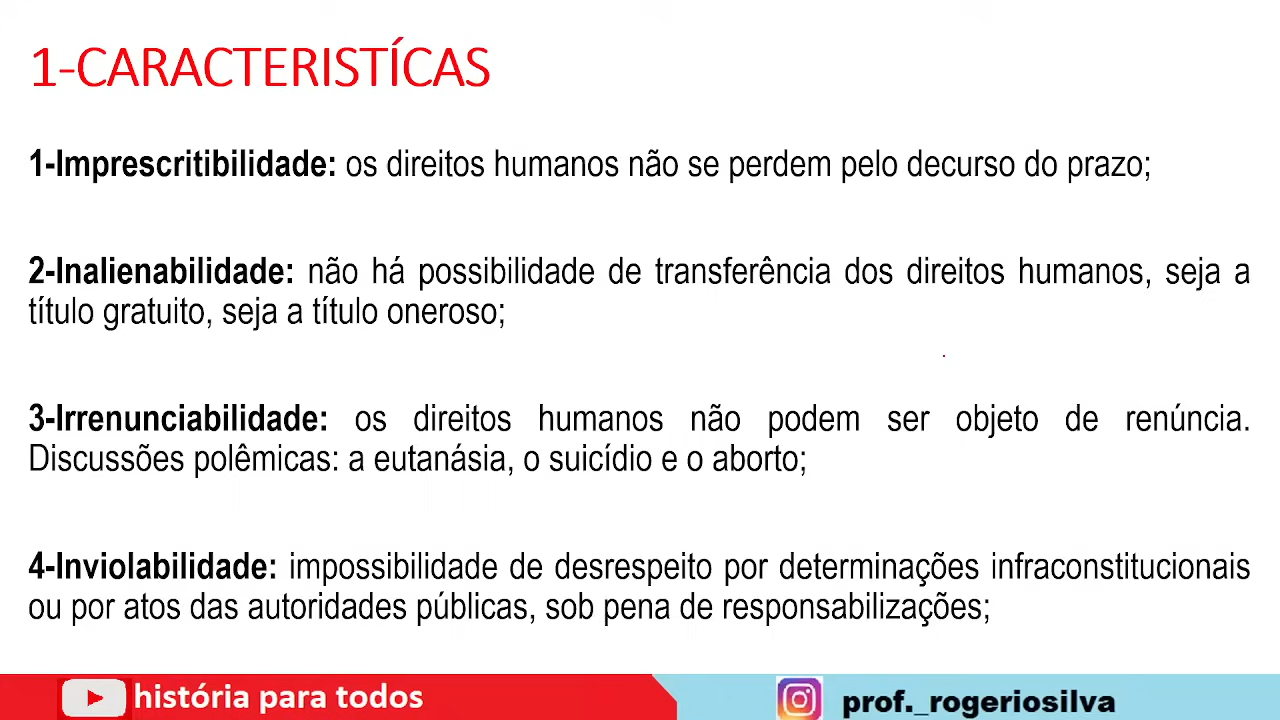 1-CARACTERISTÍCAS
1-Imprescritibilidade: os direitos humanos não se perdem pelo decurso do prazo;
2-Inalienabilidade: não há possibilidade de transferência dos direitos humanos, seja a
título gratuito, seja a título oneroso;
3-Irrenunciabilidade: os direitos humanos não podem ser objeto de renúncia.
Discussões polêmicas: a eutanásia, o suicídio e o aborto;
4-Inviolabilidade: impossibilidade de desrespeito por determinações infraconstitucionais
ou por atos das autoridades públicas, sob pena de responsabilizações;
história para todos
prof._rogeriosilva